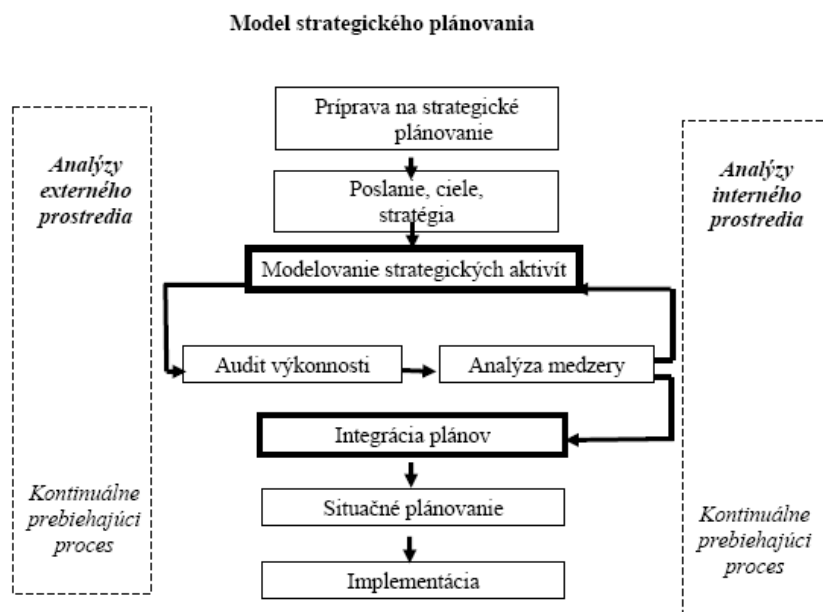 Model strategického plánovania
Príprava na strategické
plánovanie
Analýzy
externého
prostredia
Poslanie, ciele,
stratégia
Analýzy
interného
prostredia
Modelovanie strategických aktivít
Audit výkonnosti
Analýza medzery
Integrácia plánov
Situačné plánovanie
Implementácia
Kontinuálne
prebiehajúci
proces
Kontinuálne
prebiehajúci
proces